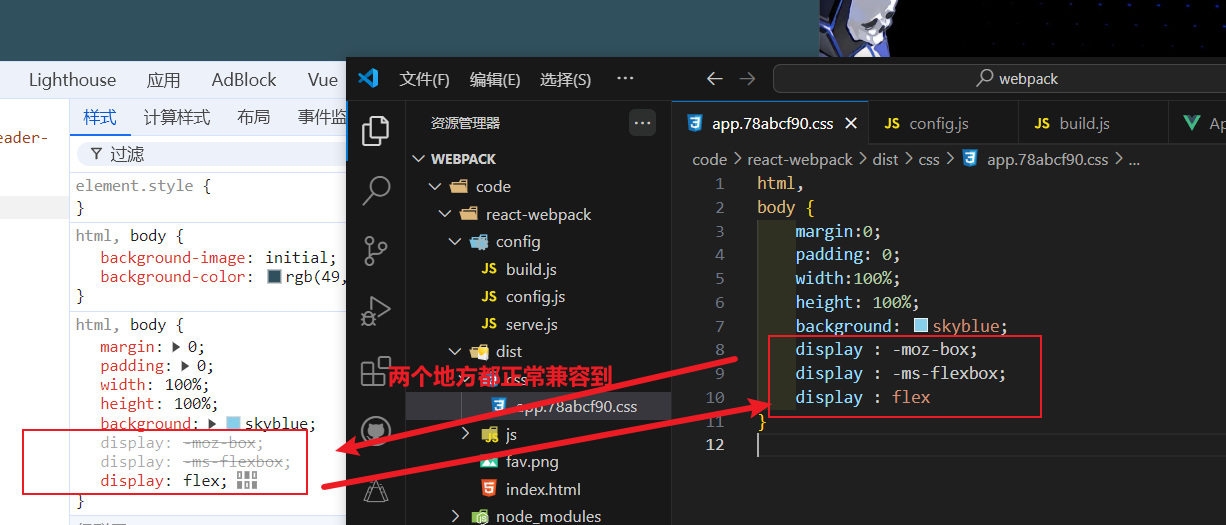 Lighthouse 应用 AdBlock Vue
样式 计算样式 布局 事件监
eader-
过滤
element.style {
}
html, body {
background-image: initial;
background-color: rgb(49,
}
html, body {
margin: 0;
padding: 0;
width: 100%;
height: 100%;
background: skyblue;
display: -moz-box;
display: -ms-flexbox;
display: flex;
}
文件(F) 编辑(E) 选择(S) ··· webpack
资源管理器 ···
WEBPACK
code
react-webpack
config
JS build.js
JS config.js
JS serve.js
dist
css
app.78abcf90.css
js
fav.png
index.html
node_modules
两个地方都正常兼容到
app.78abcf90.css JS config.js JS build.js Ap
code > react-webpack > dist > css > app.78abcf90.css > ...
1 html,
2 body {
3 margin:0;
4 padding: 0;
5 width:100%;
6 height: 100%;
7 background: skyblue;
8 display : -moz-box;
9 display : -ms-flexbox;
10 display : flex
11 }
12